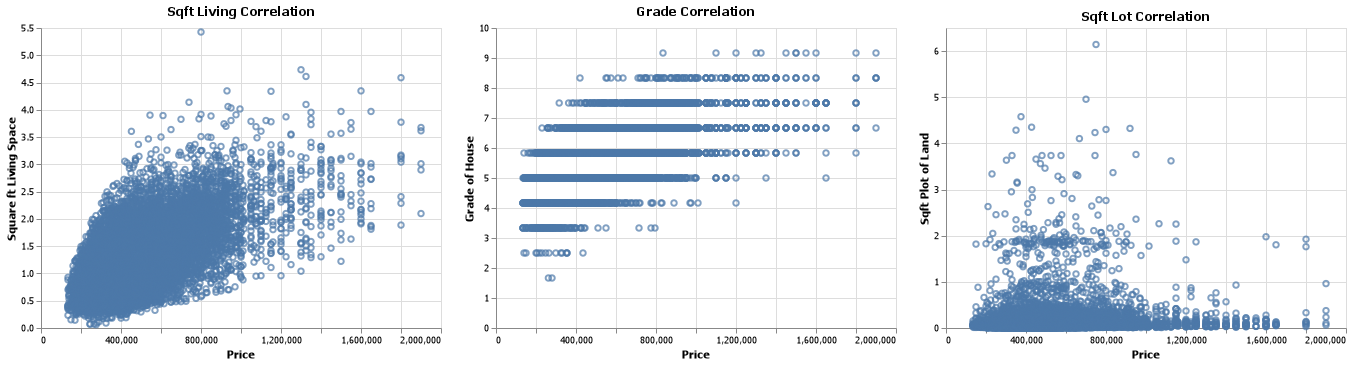 Sqft Living Correlation
5.5
5.0
4.5
4.0
3.5
3.0
2.5
2.0
1.5
1.0
0.5
0.0
Square ft Living Space
0 400,000 800,000 1,200,000 1,600,000 2,000,000
Price
Grade Correlation
10
9
8
7
6
5
4
3
2
1
0
Grade of House
0 400,000 800,000 1,200,000 1,600,000 2,000,000
Price
Sqft Lot Correlation
6
5
4
3
2
1
0
Sqft Plot of Land
0 400,000 800,000 1,200,000 1,600,000 2,000,000
Price